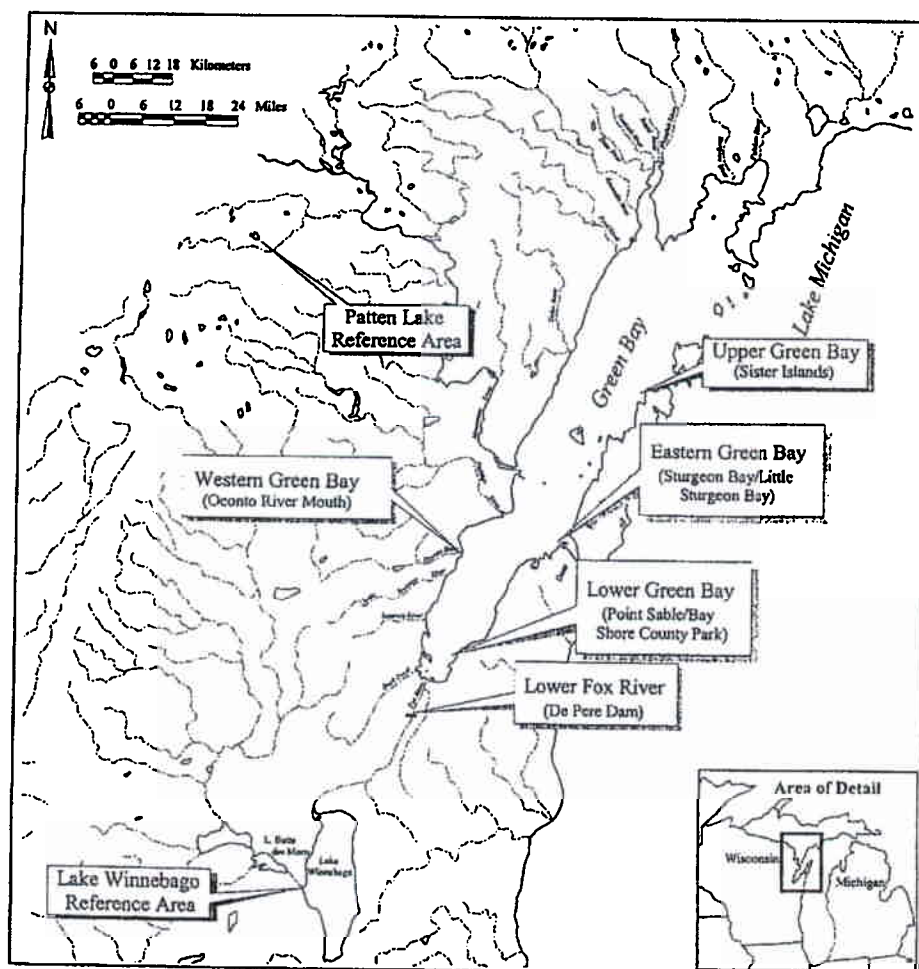 N
6 0 6 12 18 Kilometers
6 0 6 12 18 24 Miles
Lake Michigan
Green Bay
Patten Lake
Reference Area
Upper Green Bay
(Sister Islands)
Eastern Green Bay
(Sturgeon Bay/Little
Sturgeon Bay)
Western Green Bay
(Oconto River Mouth)
Lower Green Bay
(Point Sable/Bay
Shore County Park)
Lower Fox River
(De Pere Dam)
L. Butte
des Morts
Lake
Winnebago
Lake Winnebago
Reference Area
Area of Detail
Wisconsin
Michigan